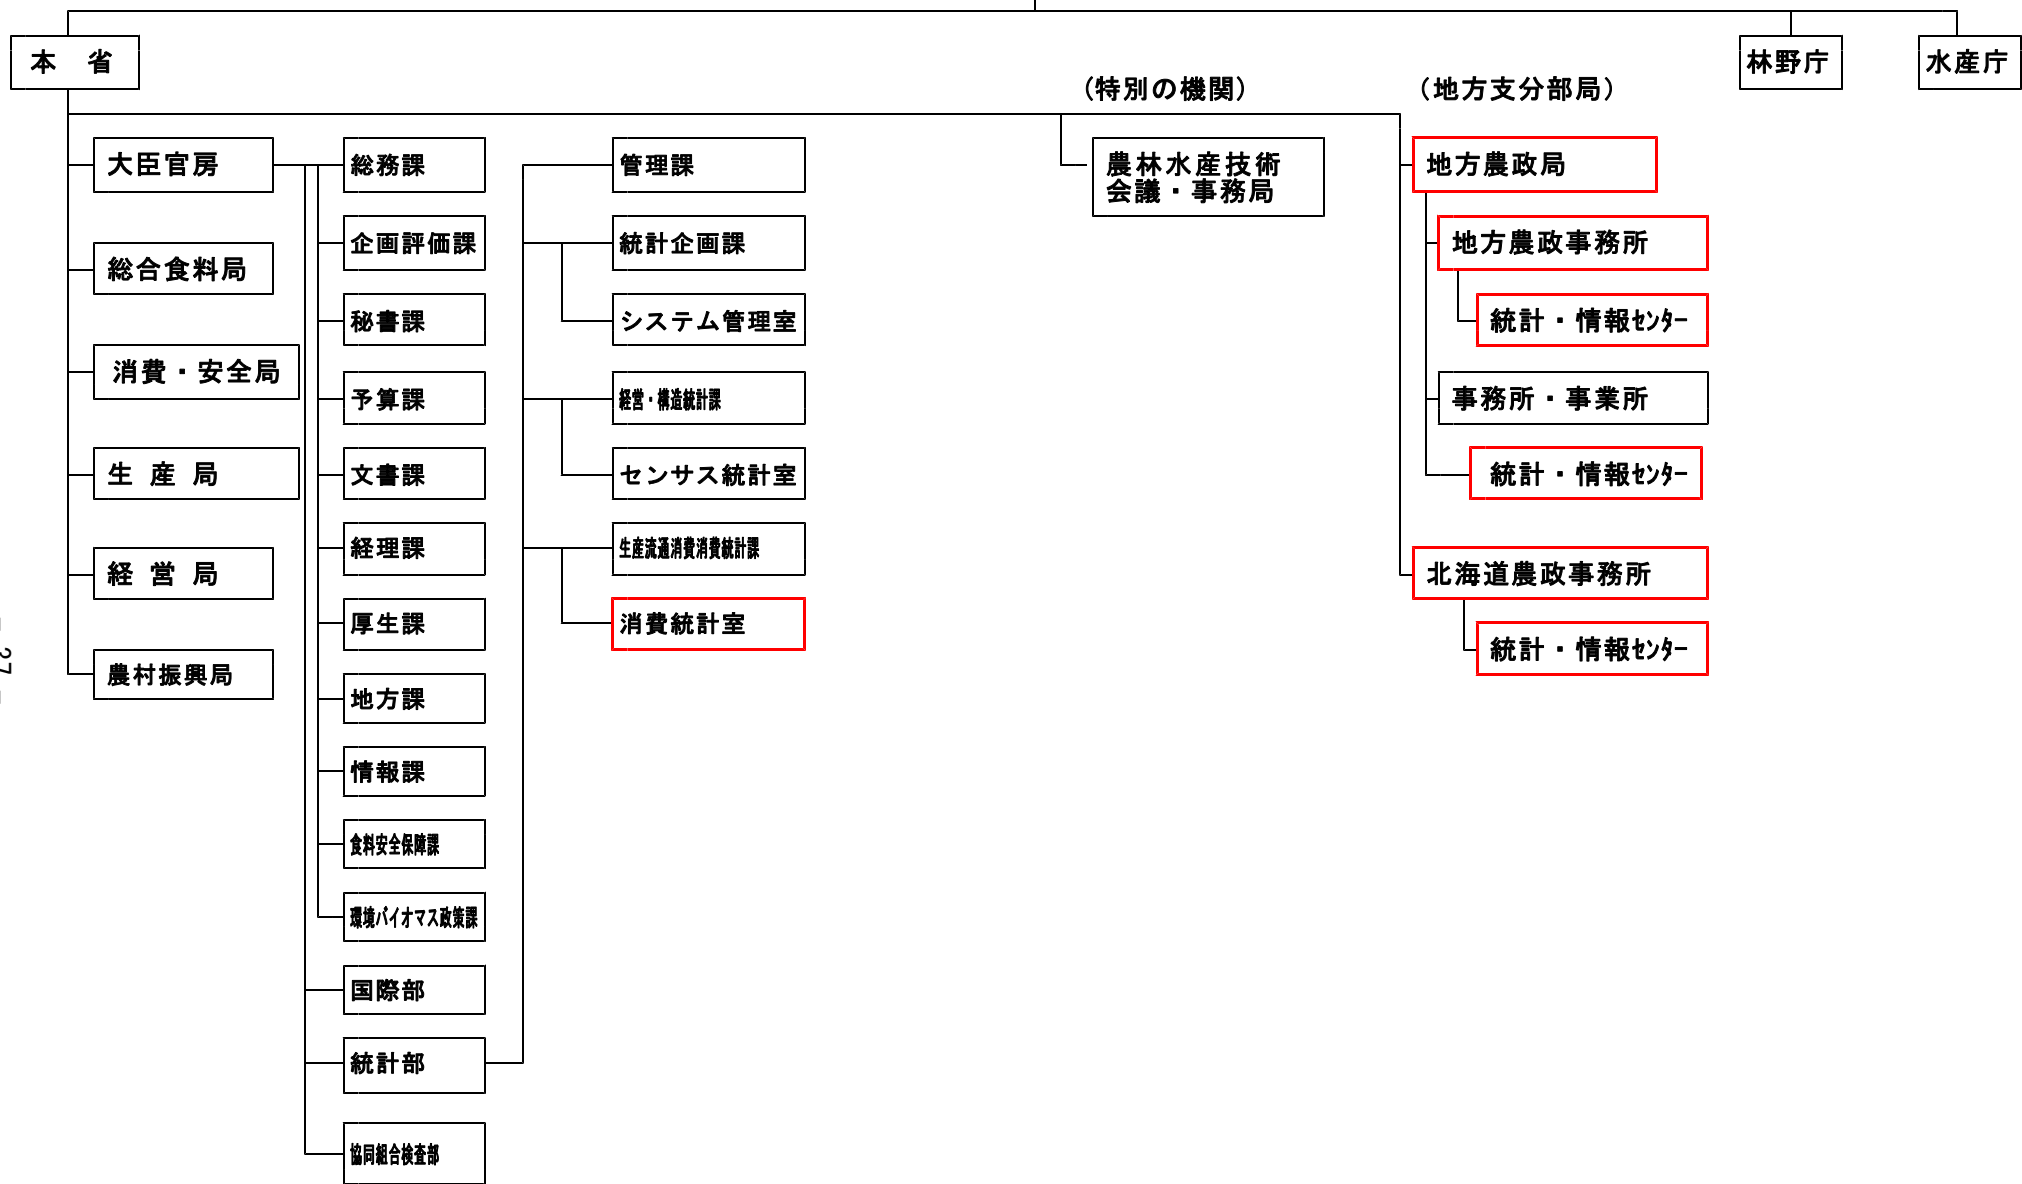 本　省
林野庁
水産庁
（特別の機関）
（地方支分部局）
大臣官房
総合食料局
消費・安全局
生 産 局
経 営 局
農村振興局
総務課
企画評価課
秘書課
予算課
文書課
経理課
厚生課
地方課
情報課
食料安全保障課
環境バイオマス政策課
国際部
統計部
協同組合検査部
管理課
統計企画課
システム管理室
経営・構造統計課
センサス統計室
生産流通消費消費統計課
消費統計室
農林水産技術
会議・事務局
地方農政局
地方農政事務所
統計・情報ｾﾝﾀｰ
事務所・事業所
統計・情報ｾﾝﾀｰ
北海道農政事務所
統計・情報ｾﾝﾀｰ
－ 27 －